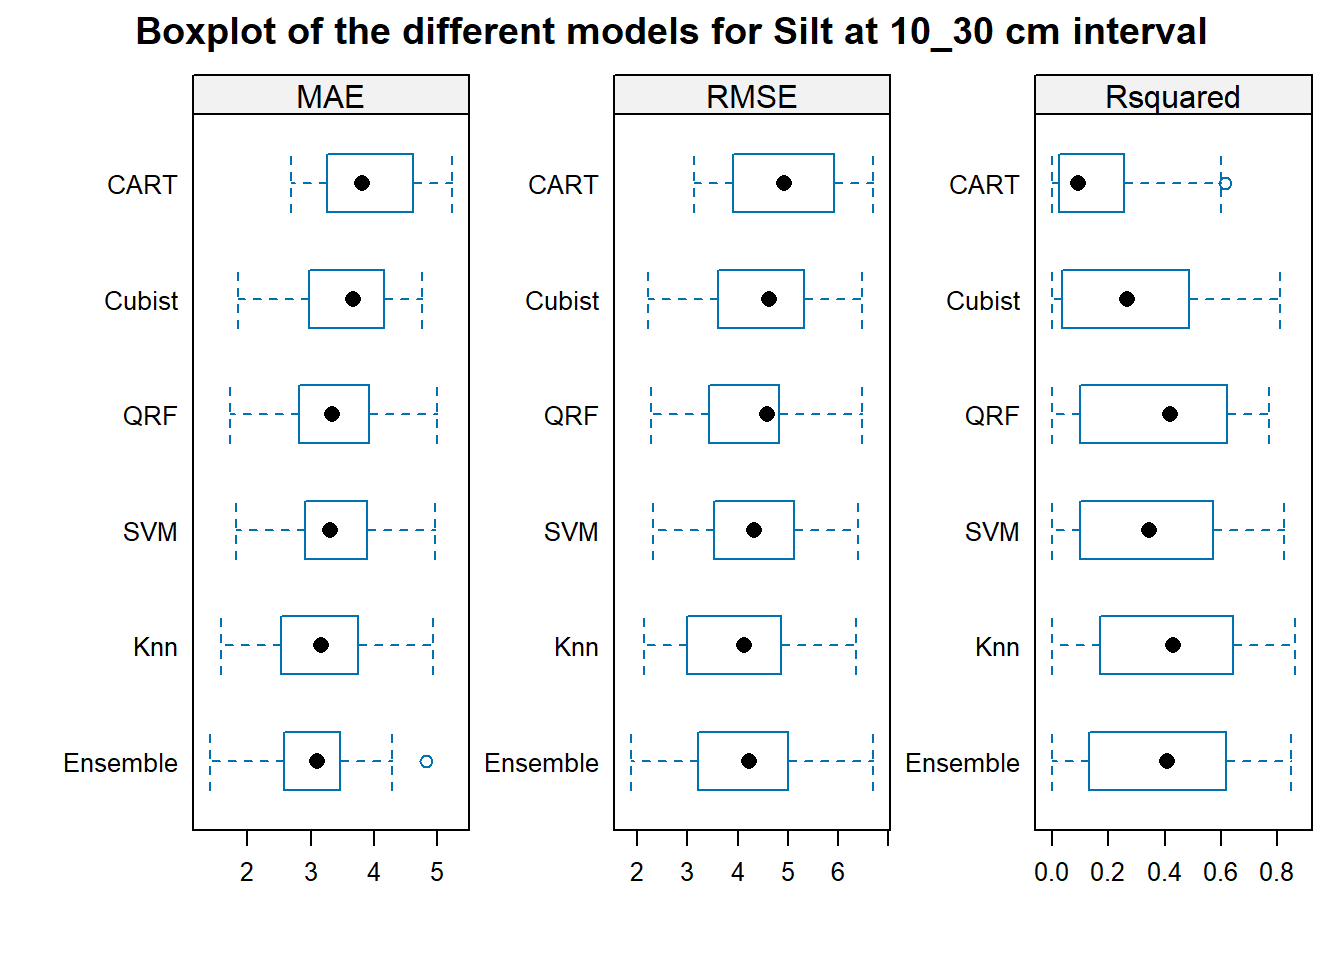 Boxplot of the different models for Silt at 10_30 cm interval
MAE
CART
Cubist
QRF
SVM
Knn
Ensemble
2 3 4 5
RMSE
CART
Cubist
QRF
SVM
Knn
Ensemble
2 3 4 5 6
Rsquared
CART
Cubist
QRF
SVM
Knn
Ensemble
0.0 0.2 0.4 0.6 0.8